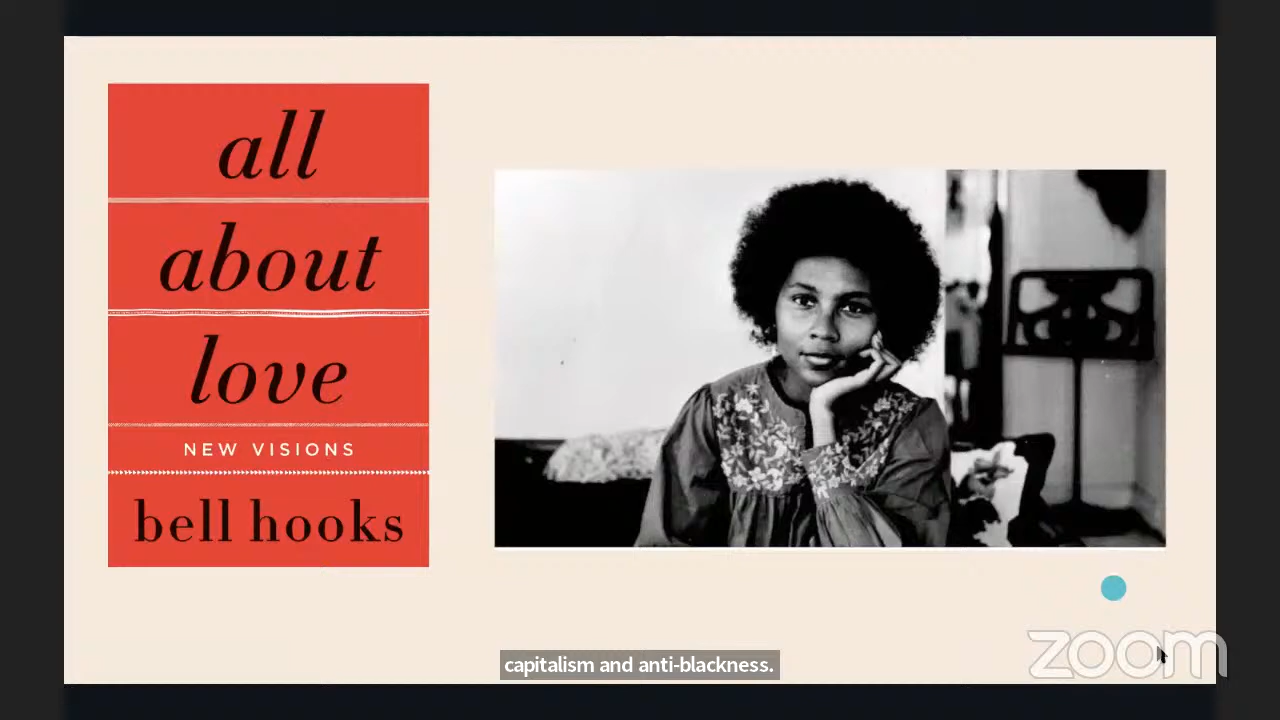 all
about
love
NEW VISIONS
bell hooks
capitalism and anti-blackness.
zoom